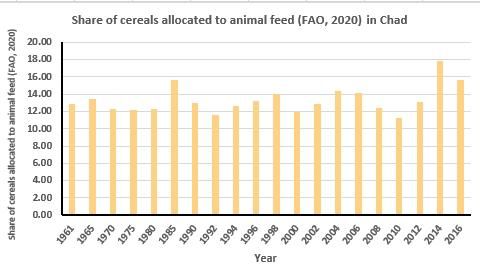 Share of cereals allocated to animal feed (FAO, 2020) in Chad
Share of cereals allocated to animal feed (FAO, 2020)
20.00
18.00
16.00
14.00
12.00
10.00
8.00
6.00
4.00
2.00
0.00
1961 1965 1970 1975 1980 1985 1990 1992 1994 1996 1998 2000 2002 2004 2006 2008 2010 2012 2014 2016
Year